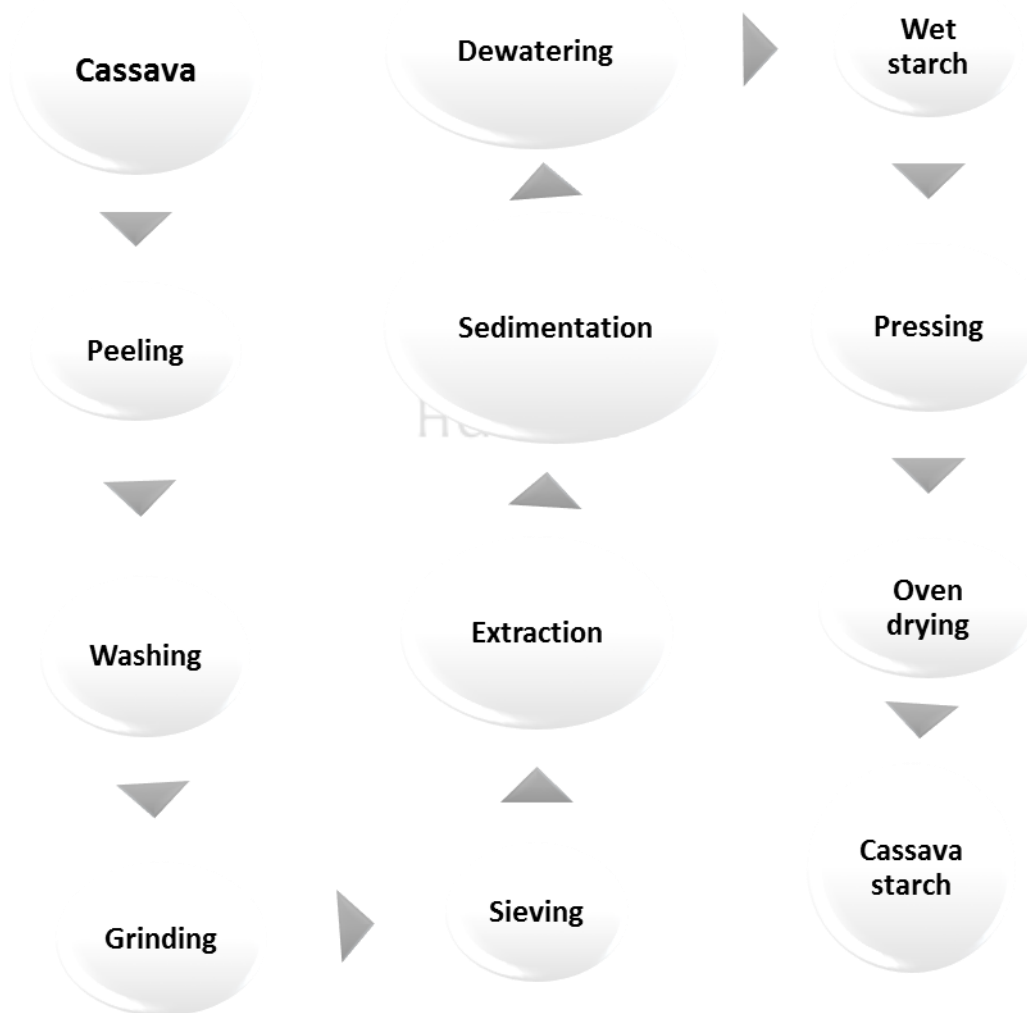 Cassava
Peeling
Washing
Grinding
Sieving
Extraction
Sedimentation
Dewatering
Wet
starch
Pressing
Oven
drying
Cassava
starch